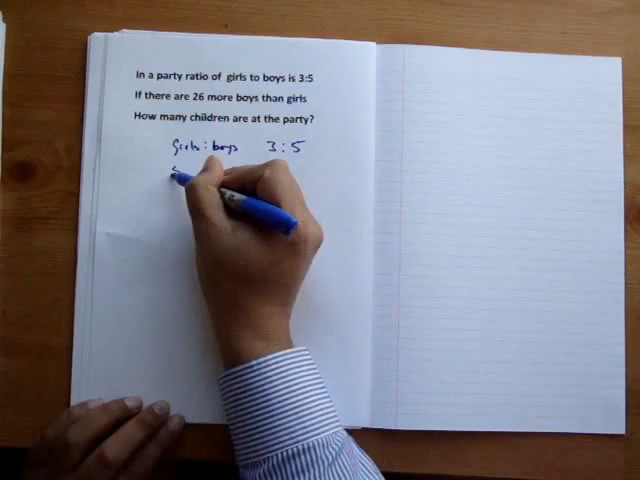 In a party ratio of girls to boys is 3:5
If there are 26 more boys than girls
How many children are at the party?
Girls : boys 3 : 5